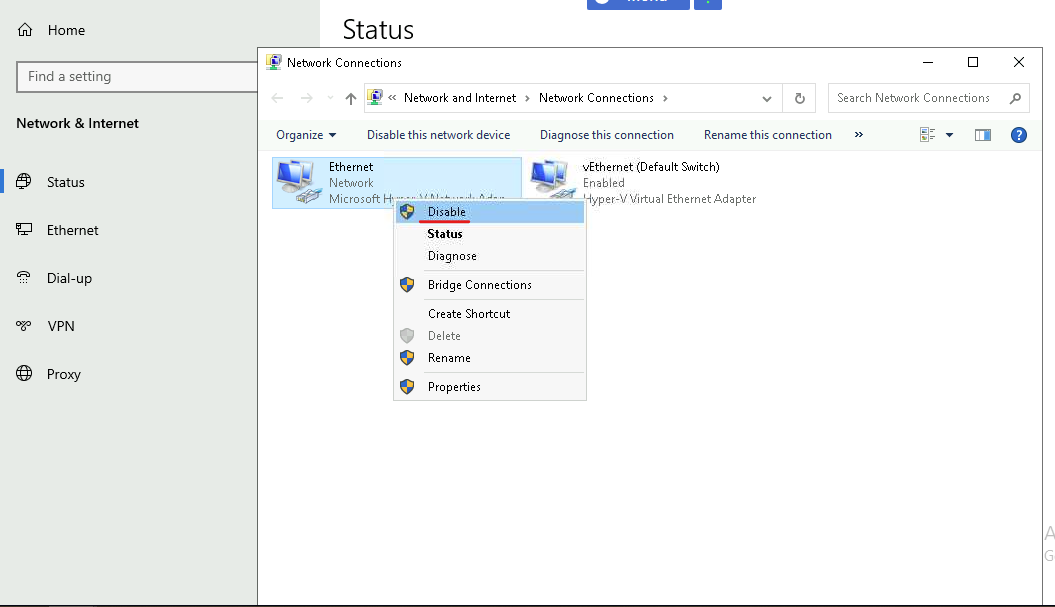 Home
Find a setting
Network & Internet
Status
Ethernet
Dial-up
VPN
Proxy
Status
Network Connections
« Network and Internet › Network Connections ›
Search Network Connections
Organize
Disable this network device
Diagnose this connection
Rename this connection
»
Ethernet
Network
Microsoft Hyper-V Network Adap
vEthernet (Default Switch)
Enabled
Hyper-V Virtual Ethernet Adapter
Disable
Status
Diagnose
Bridge Connections
Create Shortcut
Delete
Rename
Properties